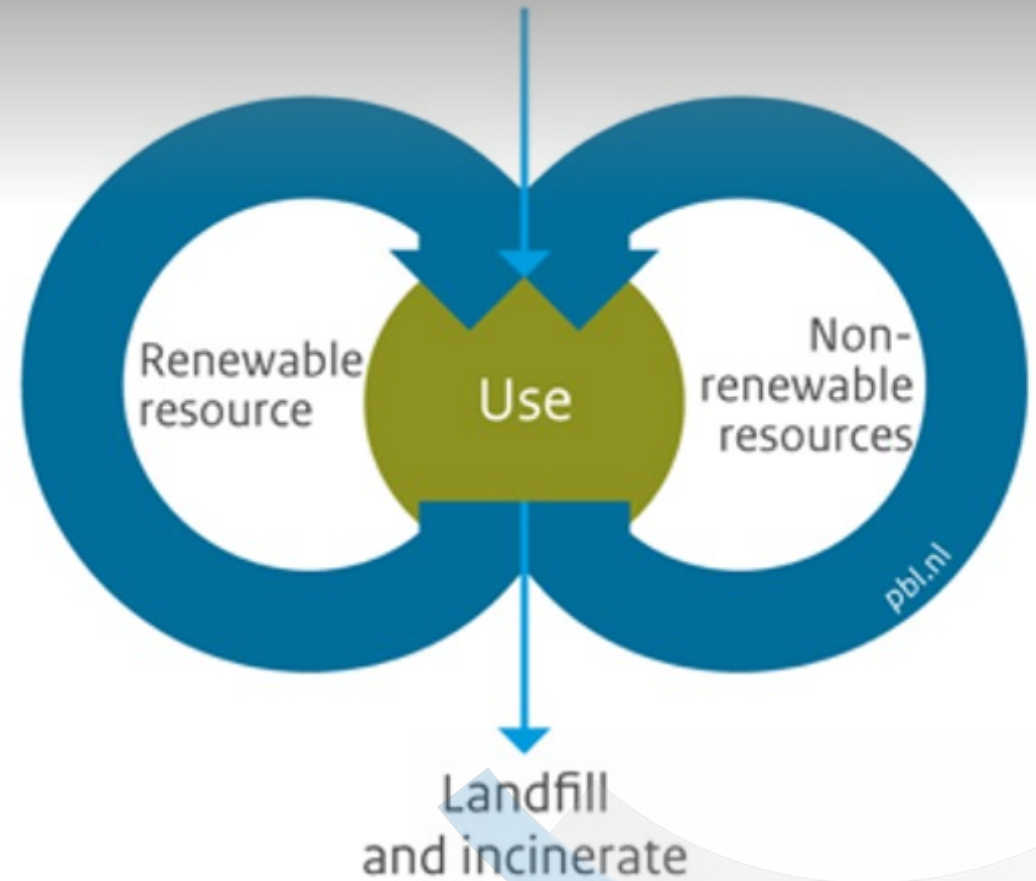 Renewable
resource
Use
Non-
renewable
resources
pbl.nl
Landfill
and incinerate